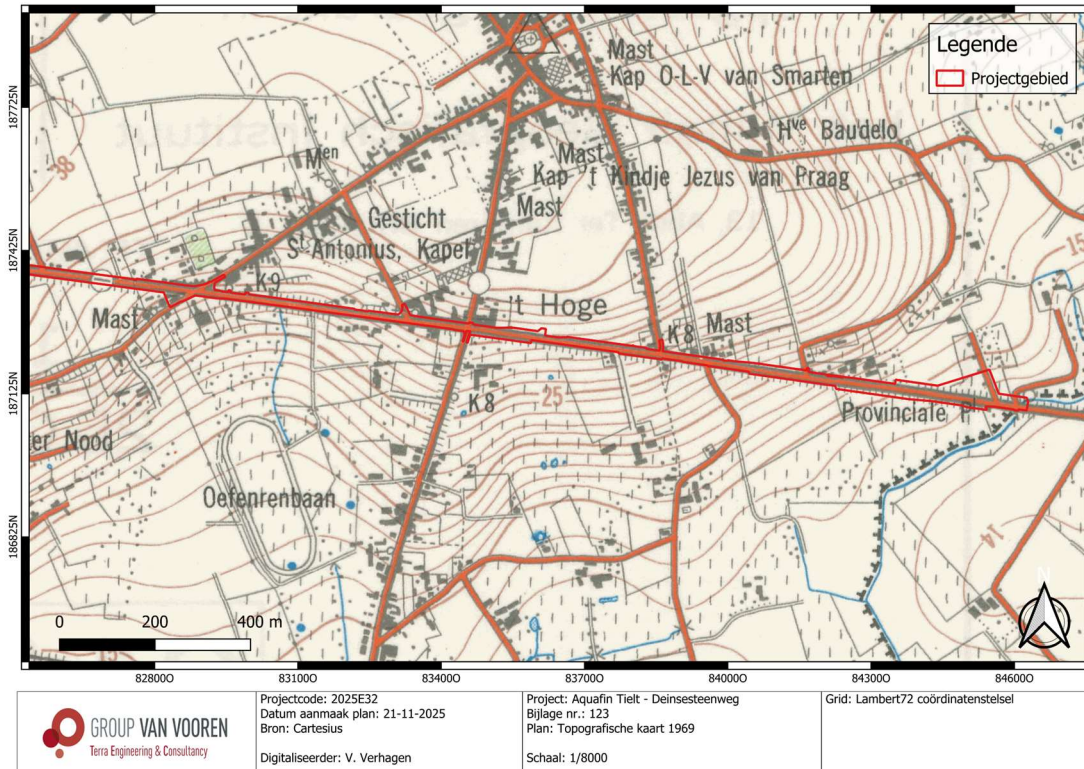 Legende
Projectgebied
Mast
Kap O-L-V van Smarten
Hve Baudelo
Mast
Kap 't Kindje Jezus van Praag
Men
Mast
Gesticht
St Antonius, Kapel
38
15
K9
't Hoge
Mast
K8
Mast
25
K8
Provinciale
er Nood
Oefenrenbaan
14
15
N
0 200 400 m
187725N
187425N
187125N
186825N
828000 831000 834000 837000 840000 843000 846000
GROUP VAN VOOREN
Terra Engineering & Consultancy
Projectcode: 2025E32
Datum aanmaak plan: 21-11-2025
Bron: Cartesius
Digitaliseerder: V. Verhagen
Project: Aquafin Tielt - Deinsesteenweg
Bijlage nr.: 123
Plan: Topografische kaart 1969
Schaal: 1/8000
Grid: Lambert72 coördinatenstelsel